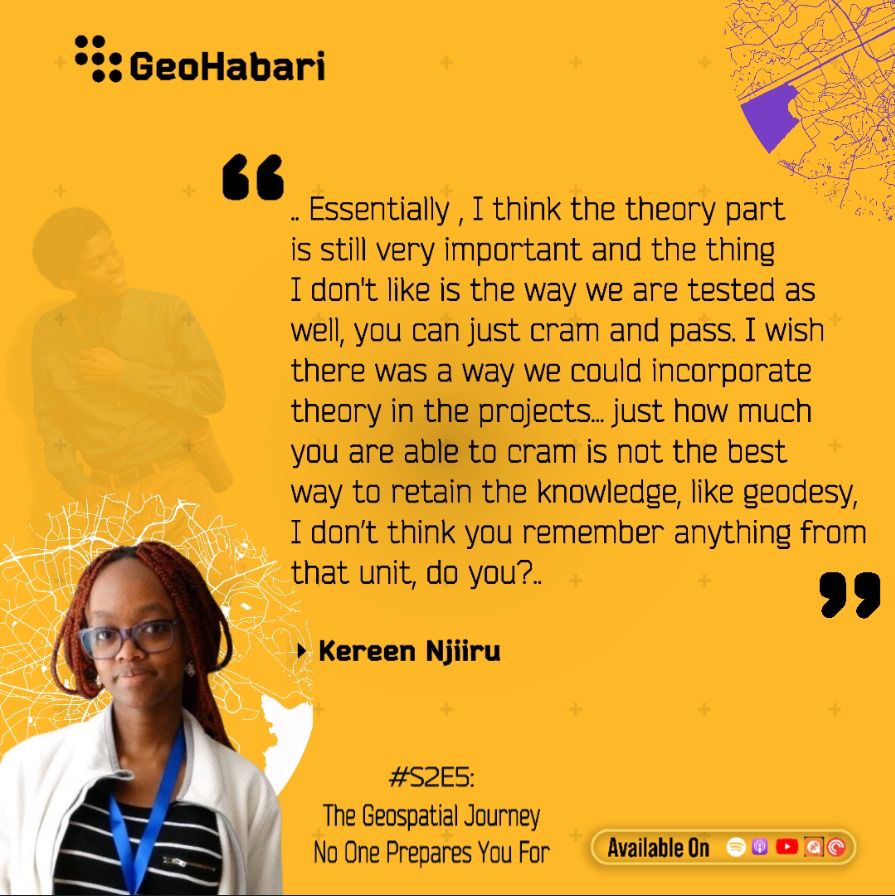 GeoHabari
“
.. Essentially , I think the theory part
is still very important and the thing
I don't like is the way we are tested as
well, you can just cram and pass. I wish
there was a way we could incorporate
theory in the projects... just how much
you are able to cram is not the best
way to retain the knowledge, like geodesy,
I don’t think you remember anything from
that unit, do you?..
”
Kereen Njiiru
#S2E5:
The Geospatial Journey
No One Prepares You For
Available On